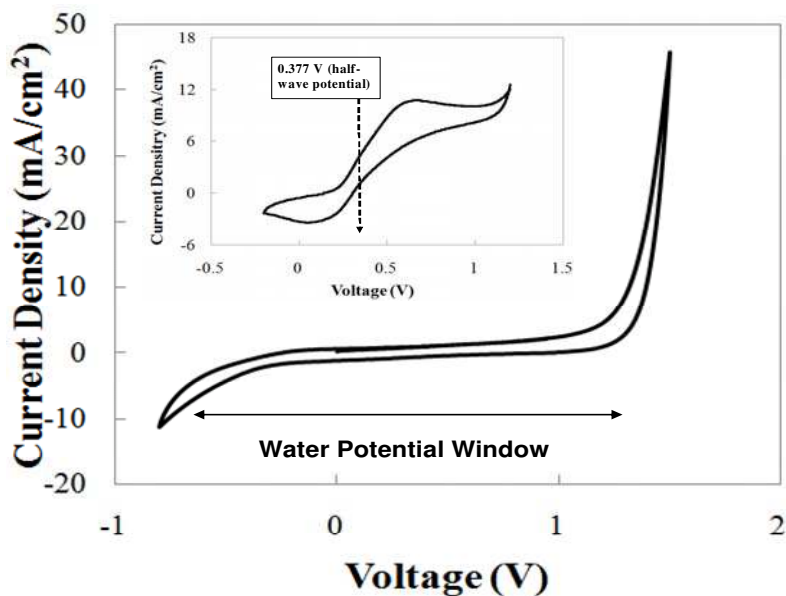 50
40
30
20
10
0
-10
-20
Current Density (mA/cm²)
18
12
6
0
-6
Current Densitry (mA/cm²)
0.377 V (half-
wave potential)
-0.5 0 0.5 1 1.5
Voltage (V)
Water Potential Window
-1 0 1 2
Voltage (V)